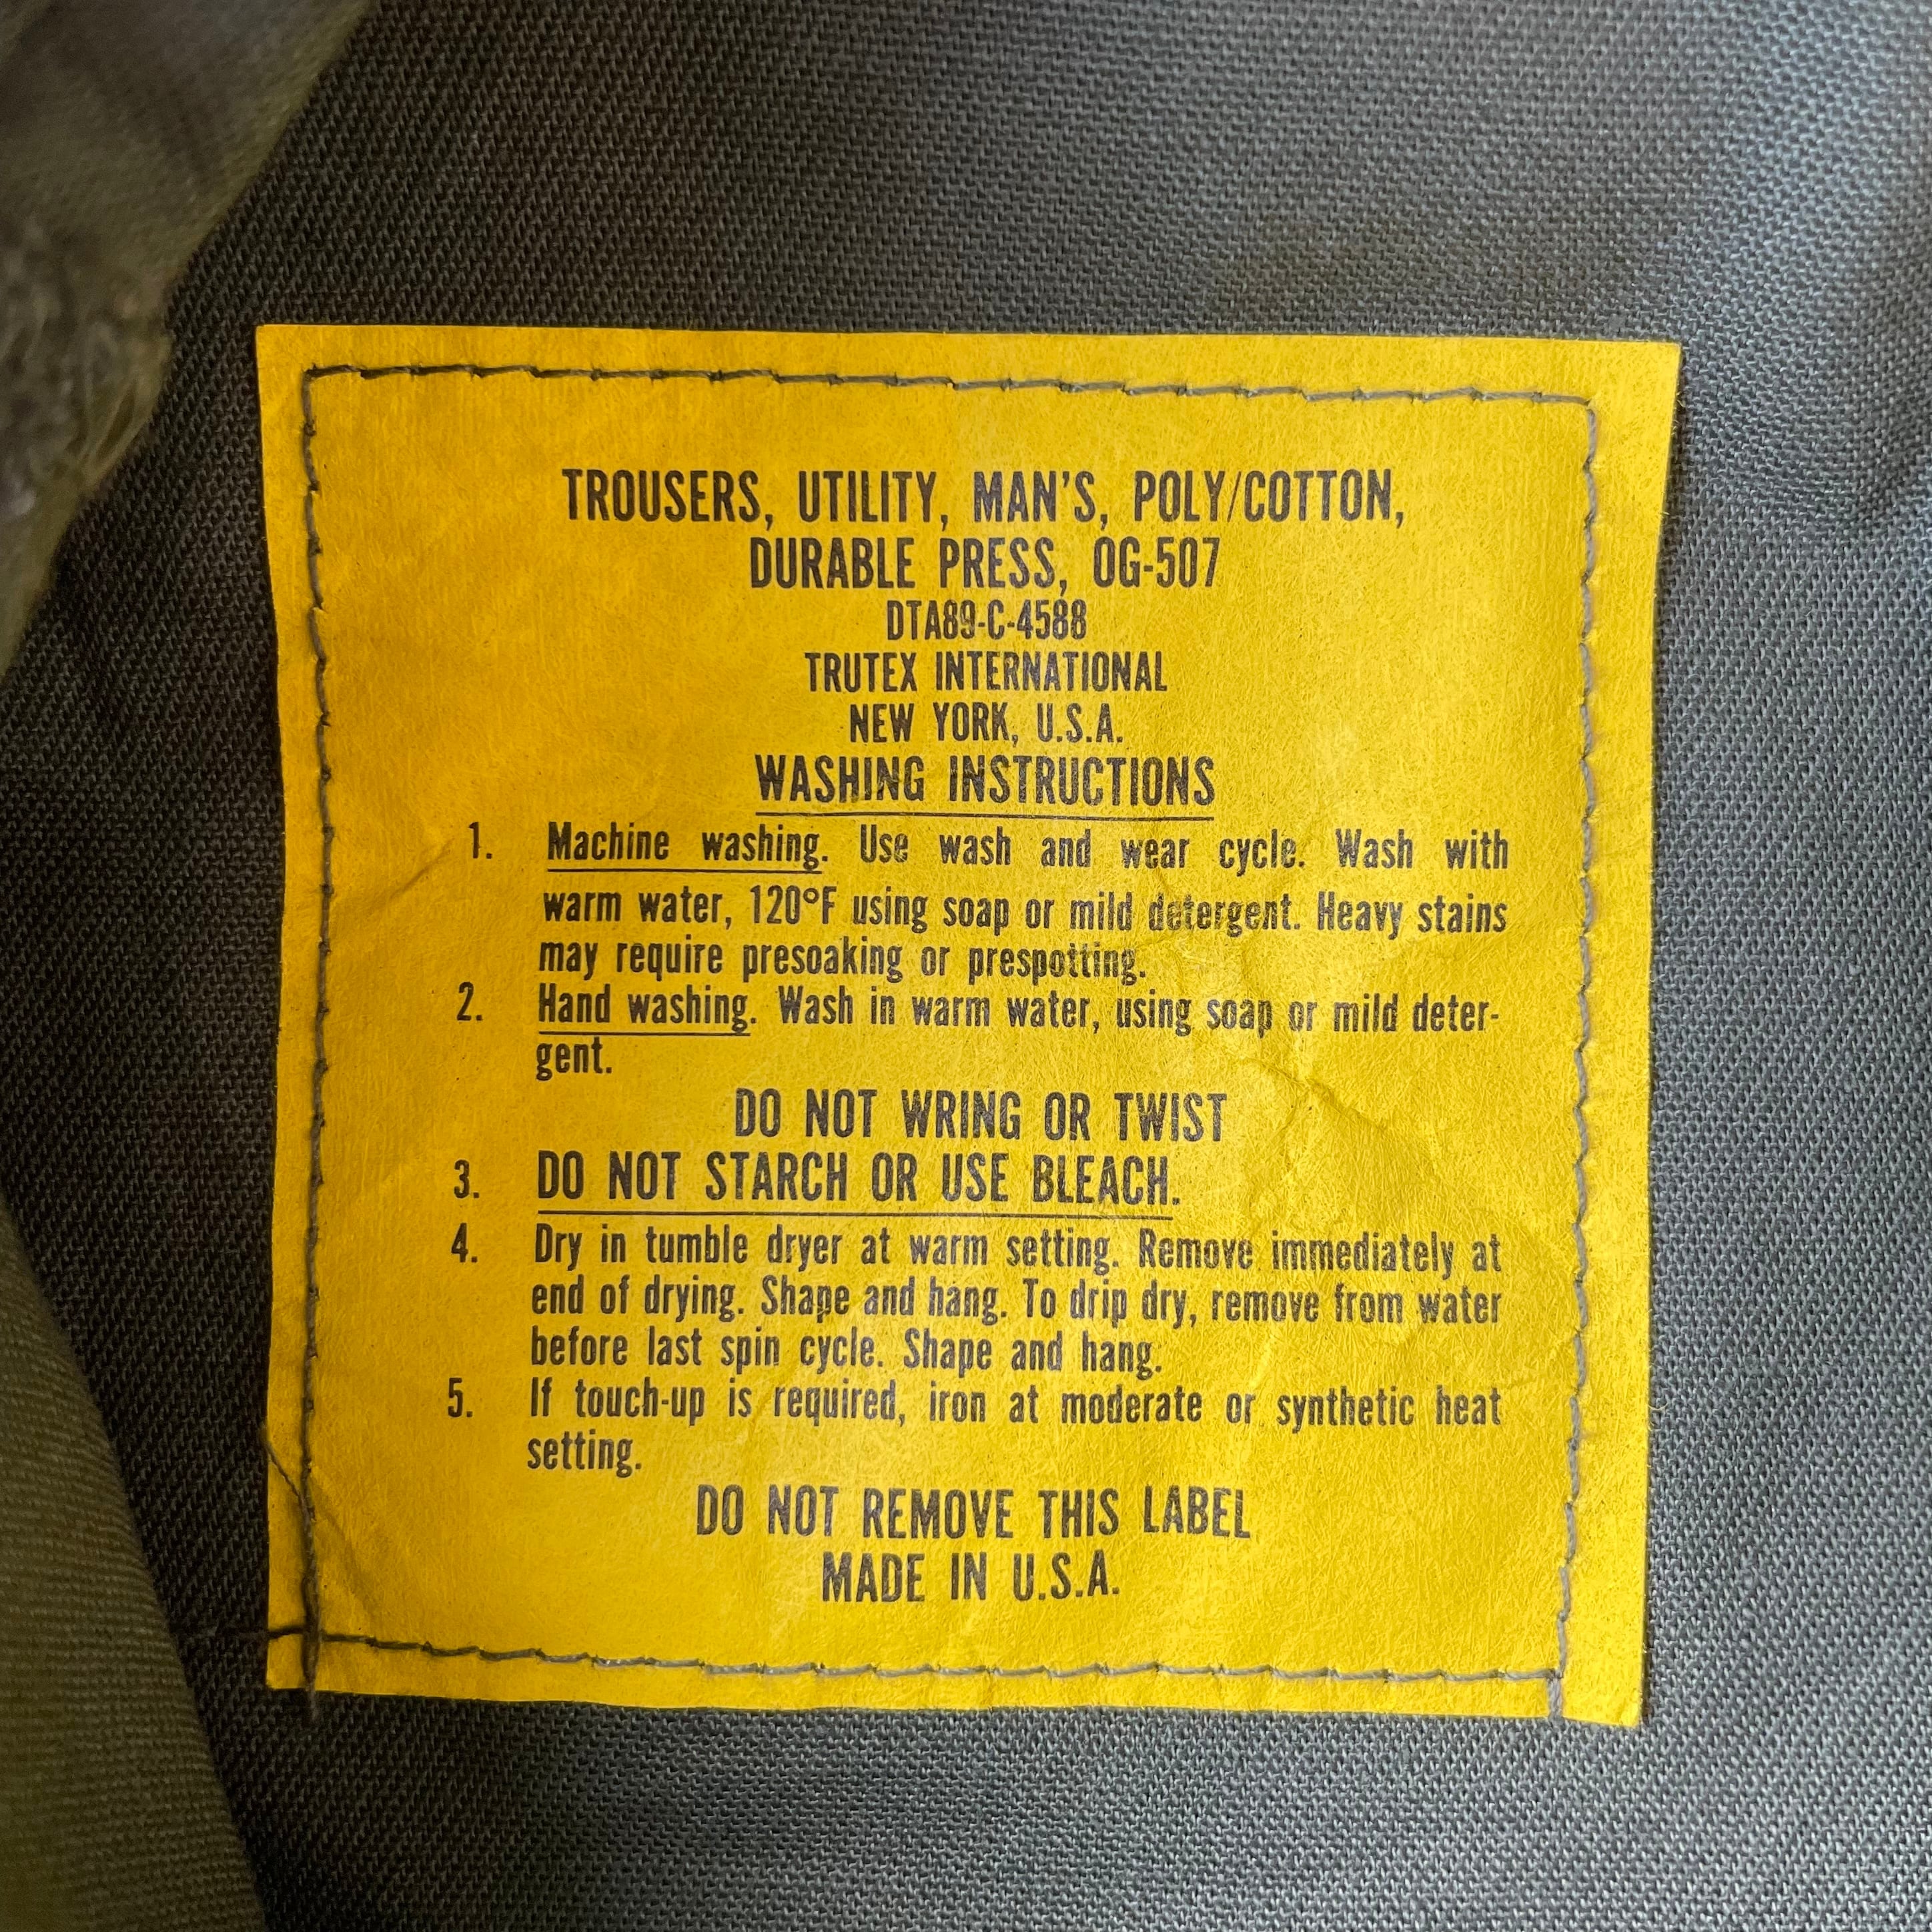 TROUSERS, UTILITY, MAN'S, POLY/COTTON,
DURABLE PRESS, OG-507
DTA89-C-4588
TRUTEX INTERNATIONAL
NEW YORK, U.S.A.
WASHING INSTRUCTIONS
1. Machine washing. Use wash and wear cycle. Wash with
warm water, 120°F using soap or mild detergent. Heavy stains
may require presoaking or prespotting.
2. Hand washing. Wash in warm water, using soap or mild deter-
gent.
DO NOT WRING OR TWIST
3. DO NOT STARCH OR USE BLEACH.
4. Dry in tumble dryer at warm setting. Remove immediately at
end of drying. Shape and hang. To drip dry, remove from water
before last spin cycle. Shape and hang.
5. If touch-up is required, iron at moderate or synthetic heat
setting.
DO NOT REMOVE THIS LABEL
MADE IN U.S.A.